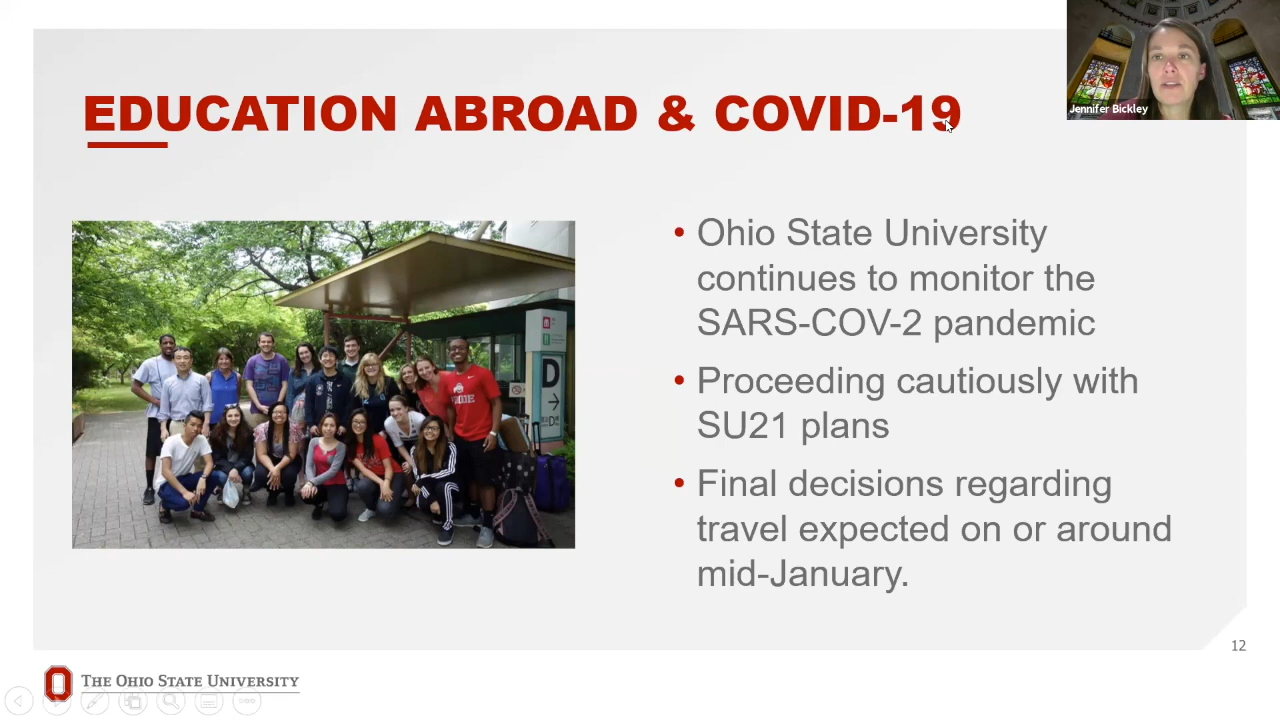 EDUCATION ABROAD & COVID-19
Jennifer Bickley
• Ohio State University
continues to monitor the
SARS-COV-2 pandemic
• Proceeding cautiously with
SU21 plans
• Final decisions regarding
travel expected on or around
mid-January.
D
12
THE OHIO STATE UNIVERSITY